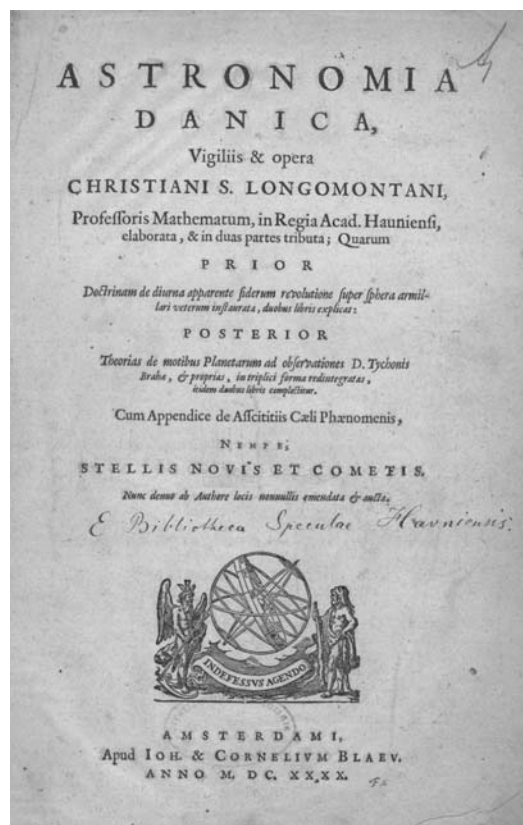 ASTRONOMIA
DANICA,
Vigiliis & opera
CHRISTIANI S. LONGOMONTANI,
Profeſſoris Mathematum, in Regia Acad. Haunienſi,
elaborata, & in duas partes tributa; Quarum
PRIOR
Doctrinam de diurna apparente ſiderum revolutione ſuper ſphera armil-
lari veterum inſtaurata, duobus libris explicat:
POSTERIOR
Theorias de motibus Planetarum ad obſervationes D. Tychonis
Brahe, & proprias, in triplici forma redintegratas,
itidem duobus libris complectitur.
Cum Appendice de Aſſcititiis Cæli Phænomenis,
NEMPE,
STELLIS NOVIS ET COMETIS.
Nunc denuo ab Authore locis nonnullis emendata & aucta.
E Bibliotheca Speculae Havniensis.
INDEFESSVS AGENDO
AMSTERDAMI,
Apud IOH. & CORNELIVM BLAEV.
ANNO M. DC. XXXX.